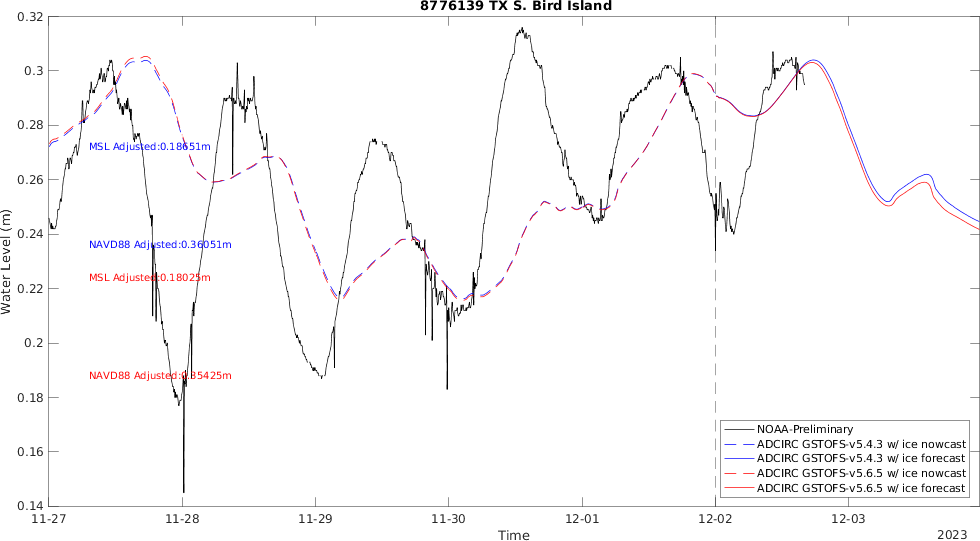 8776139 TX S. Bird Island
0.32
0.3
0.28
0.26
0.24
0.22
0.2
0.18
0.16
0.14
Water Level (m)
MSL Adjusted:0.18651m
NAVD88 Adjusted:0.36051m
MSL Adjusted:0.18025m
NAVD88 Adjusted:0.35425m
NOAA-Preliminary
ADCIRC GSTOFS-v5.4.3 w/ ice nowcast
ADCIRC GSTOFS-v5.4.3 w/ ice forecast
ADCIRC GSTOFS-v5.6.5 w/ ice nowcast
ADCIRC GSTOFS-v5.6.5 w/ ice forecast
11-27 11-28 11-29 11-30 12-01 12-02 12-03
Time
2023